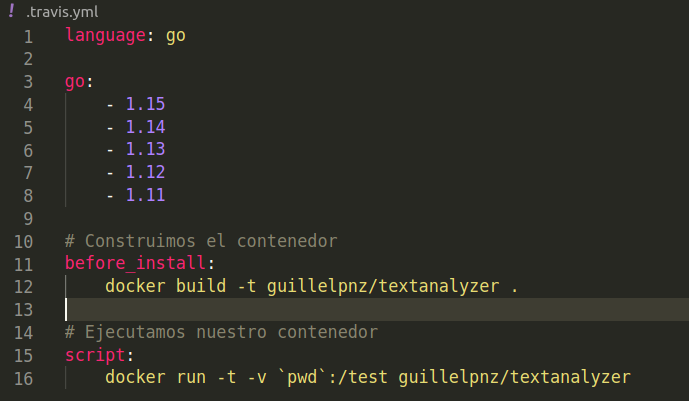 ! .travis.yml
1 language: go
2
3 go:
4     - 1.15
5     - 1.14
6     - 1.13
7     - 1.12
8     - 1.11
9
10 # Construimos el contenedor
11 before_install:
12     docker build -t guillelpnz/textanalyzer .
13
14 # Ejecutamos nuestro contenedor
15 script:
16     docker run -t -v `pwd`:/test guillelpnz/textanalyzer